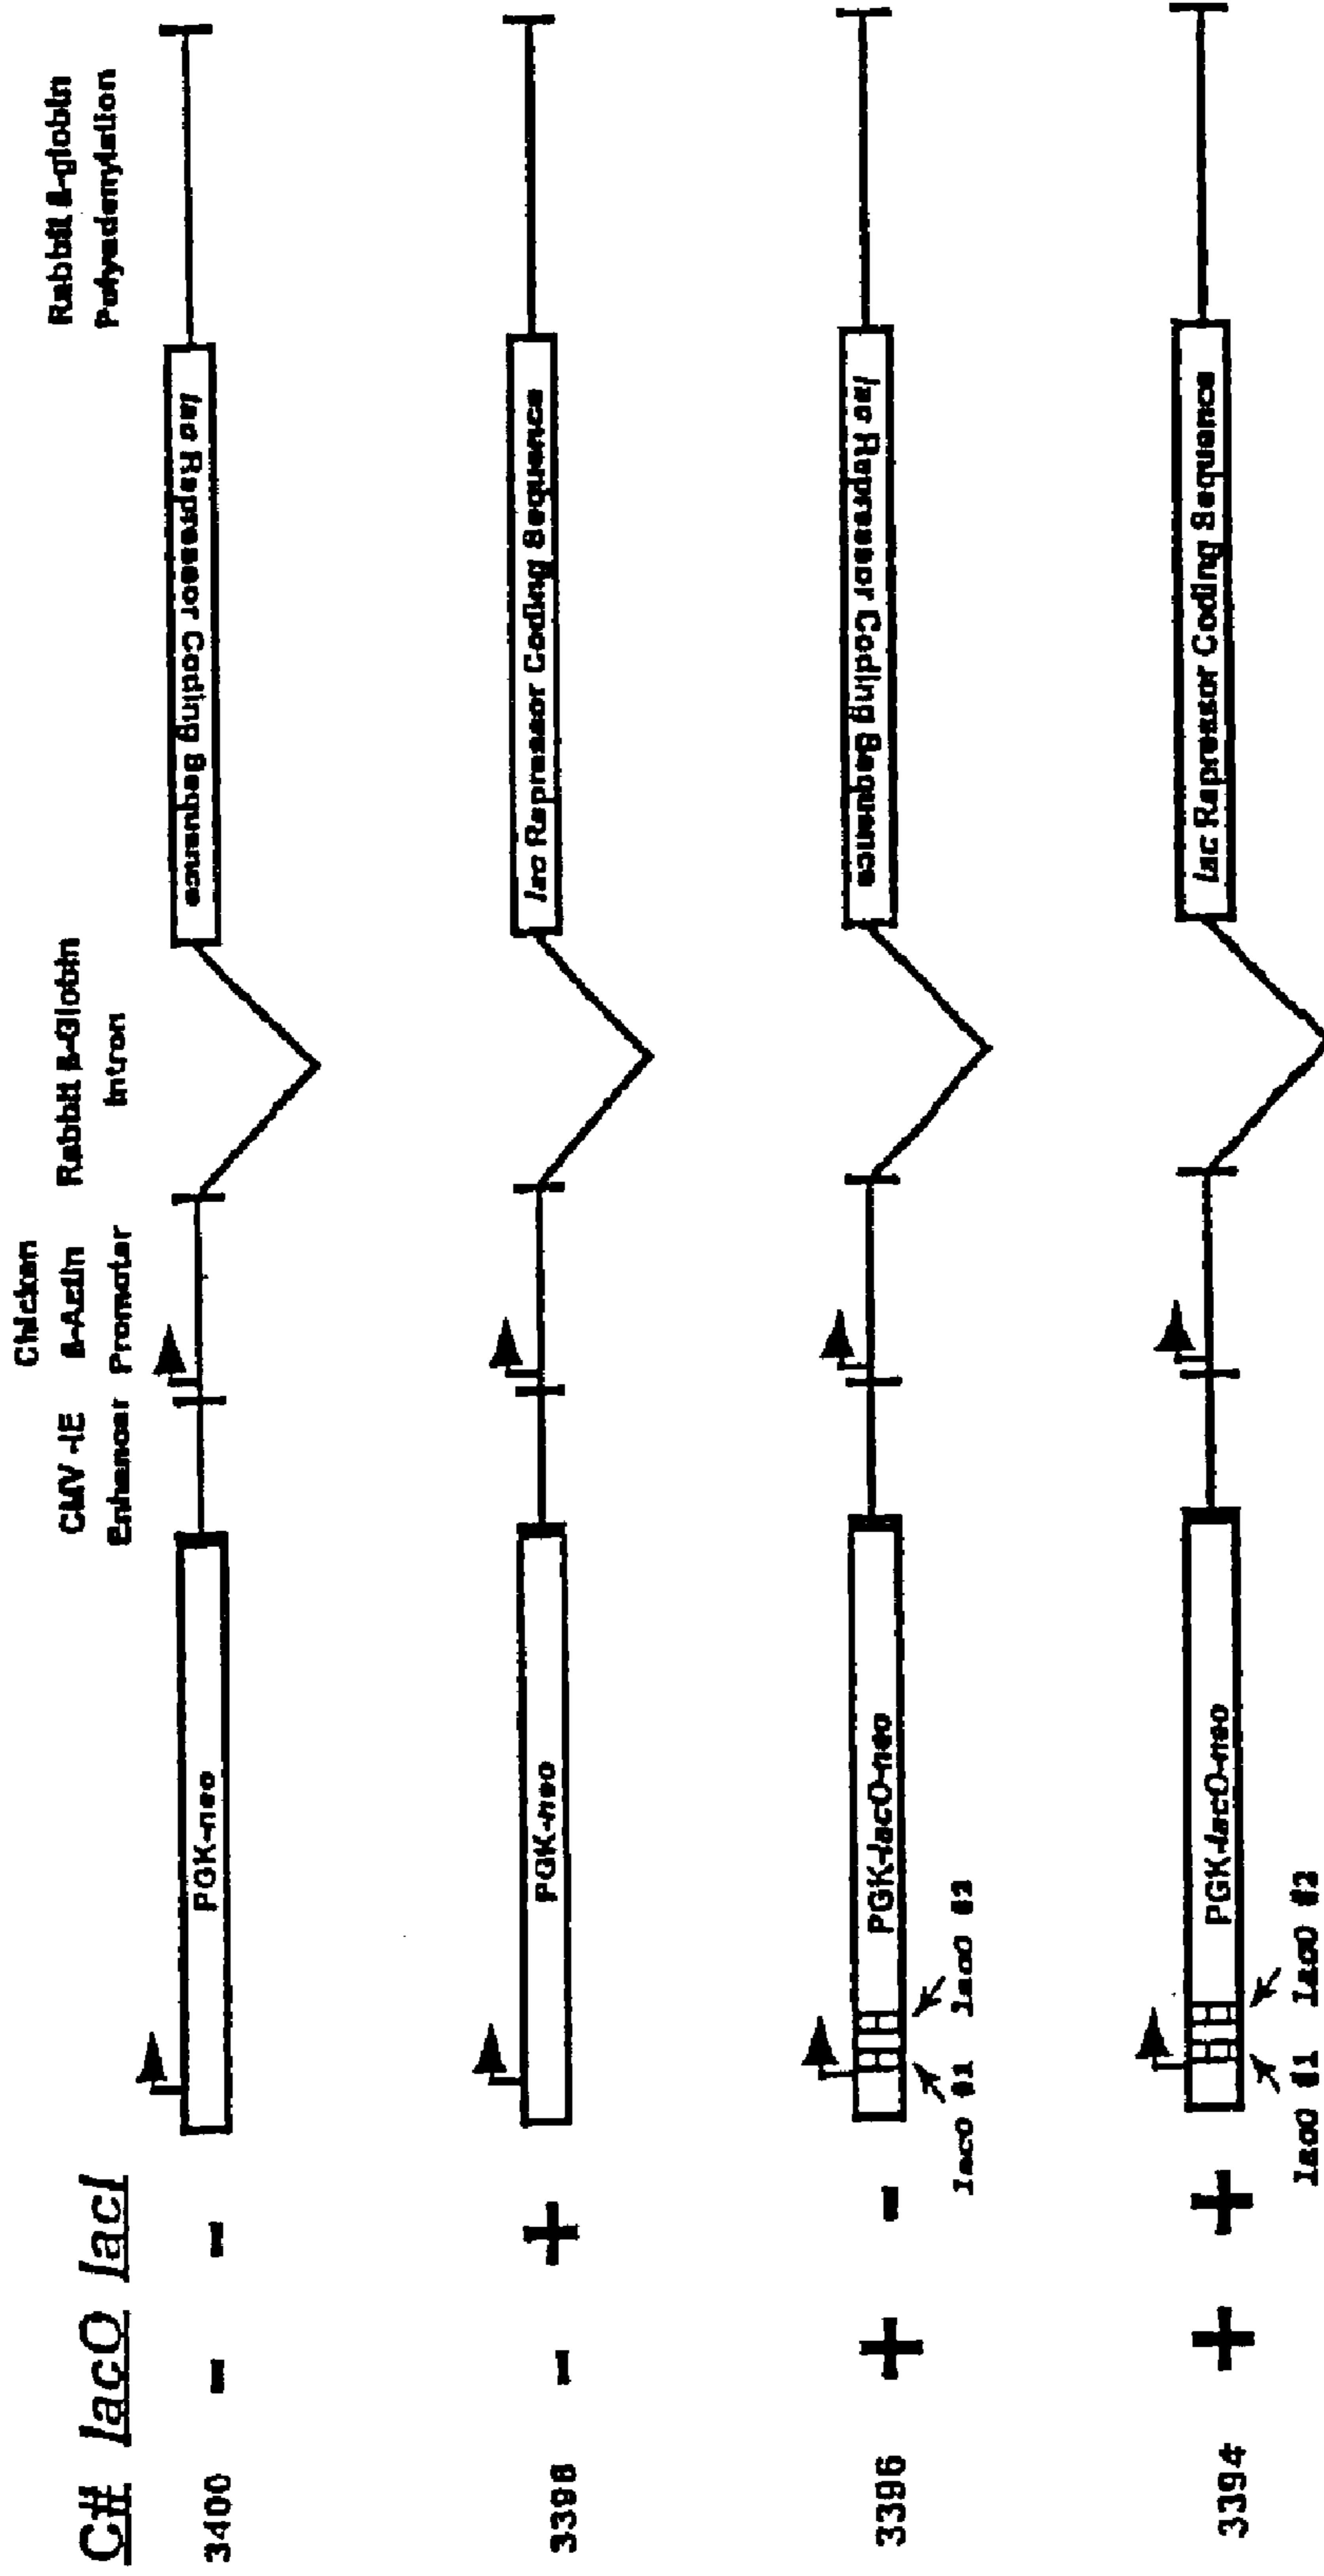 Chicken
CMV -IE ß-Actin Rabbit ß-Globin Rabbit ß-globin
C# lacO lacI Enhancer Promoter Intron Polyadenylation
3400 - - PGK-neo lac Repressor Coding Sequence
3398 - + PGK-neo lac Repressor Coding Sequence
3396 + - PGK-lacO-neo lac Repressor Coding Sequence
lacO #1 lacO #2
3394 + + PGK-lacO-neo lac Repressor Coding Sequence
lacO #1 lacO #2